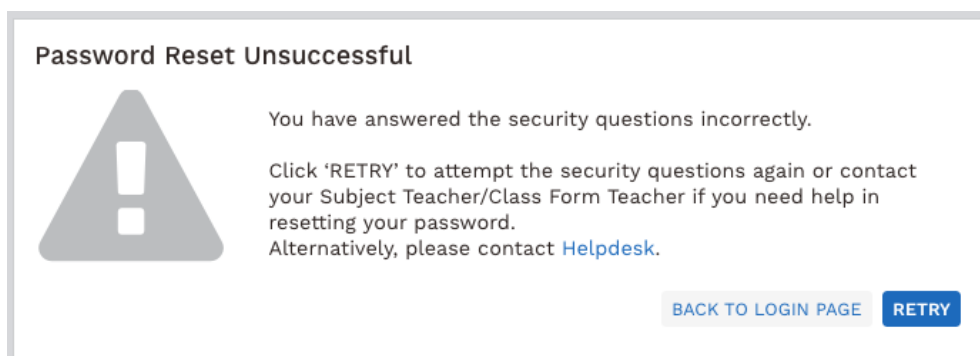 Password Reset Unsuccessful
You have answered the security questions incorrectly.
Click ‘RETRY’ to attempt the security questions again or contact
your Subject Teacher/Class Form Teacher if you need help in
resetting your password.
Alternatively, please contact Helpdesk.
BACK TO LOGIN PAGE RETRY